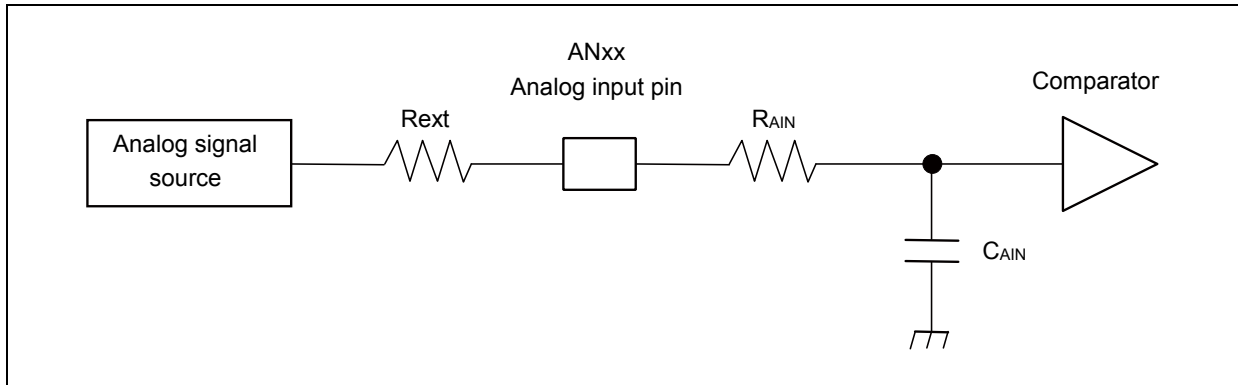 ANxx
Analog input pin
Comparator
Rext
RAIN
Analog signal
source
CAIN